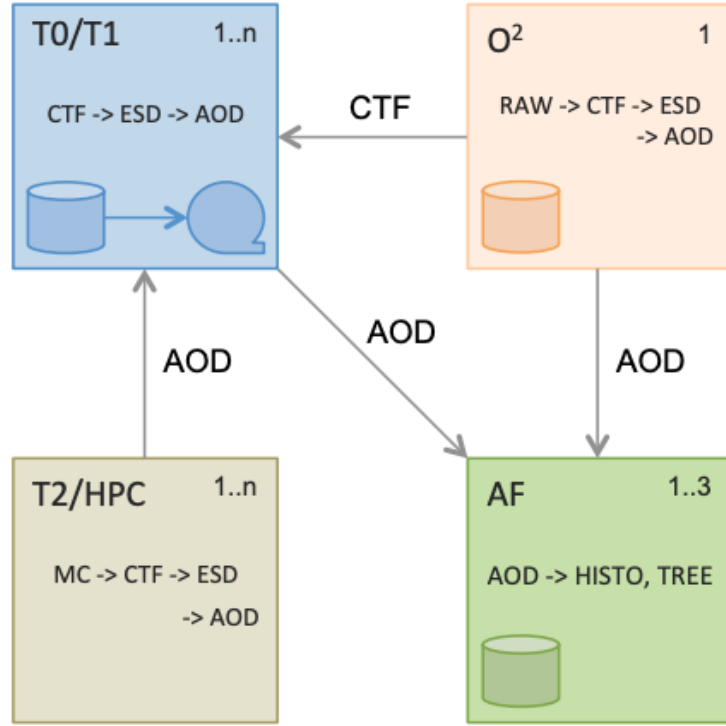 T0/T1 1..n
CTF -> ESD -> AOD
CTF
O² 1
RAW -> CTF -> ESD
-> AOD
AOD
AOD
AOD
T2/HPC 1..n
MC -> CTF -> ESD
-> AOD
AF 1..3
AOD -> HISTO, TREE